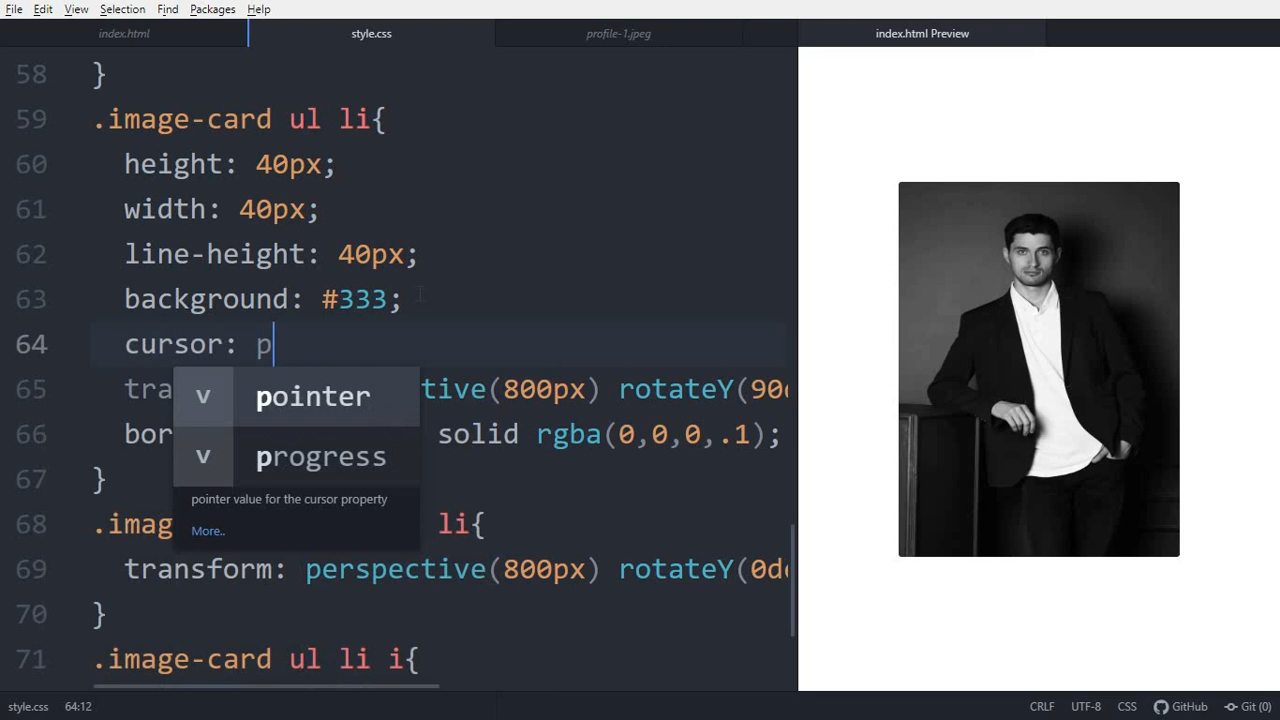 File Edit View Selection Find Packages Help
index.html style.css profile-1.jpeg index.html Preview
58 }
59 .image-card ul li{
60 height: 40px;
61 width: 40px;
62 line-height: 40px;
63 background: #333;
64 cursor: p
v pointer
65 tra tive(800px) rotateY(90d
66 bor solid rgba(0,0,0,.1);
v progress
67 }
pointer value for the cursor property
68 .imag li{
More..
69 transform: perspective(800px) rotateY(0de
70 }
71 .image-card ul li i{
style.css 64:12 CRLF UTF-8 CSS GitHub Git (0)